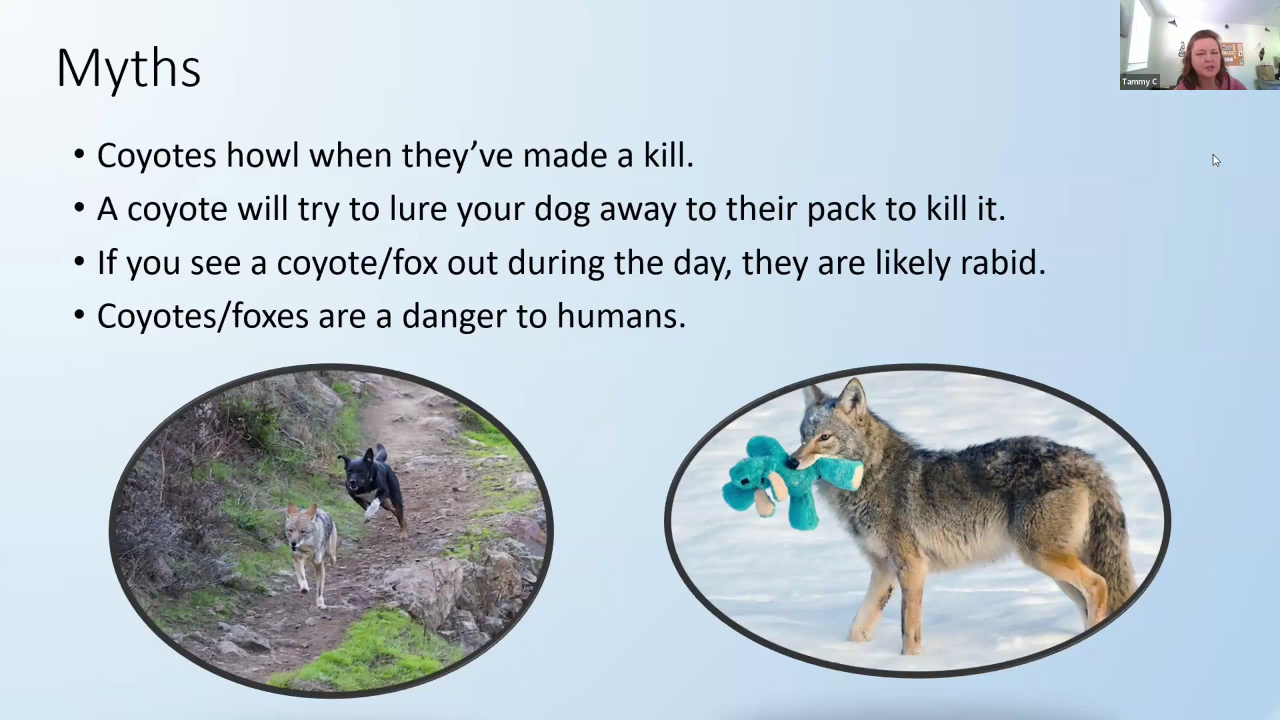 Myths
Tammy C
• Coyotes howl when they’ve made a kill.
• A coyote will try to lure your dog away to their pack to kill it.
• If you see a coyote/fox out during the day, they are likely rabid.
• Coyotes/foxes are a danger to humans.